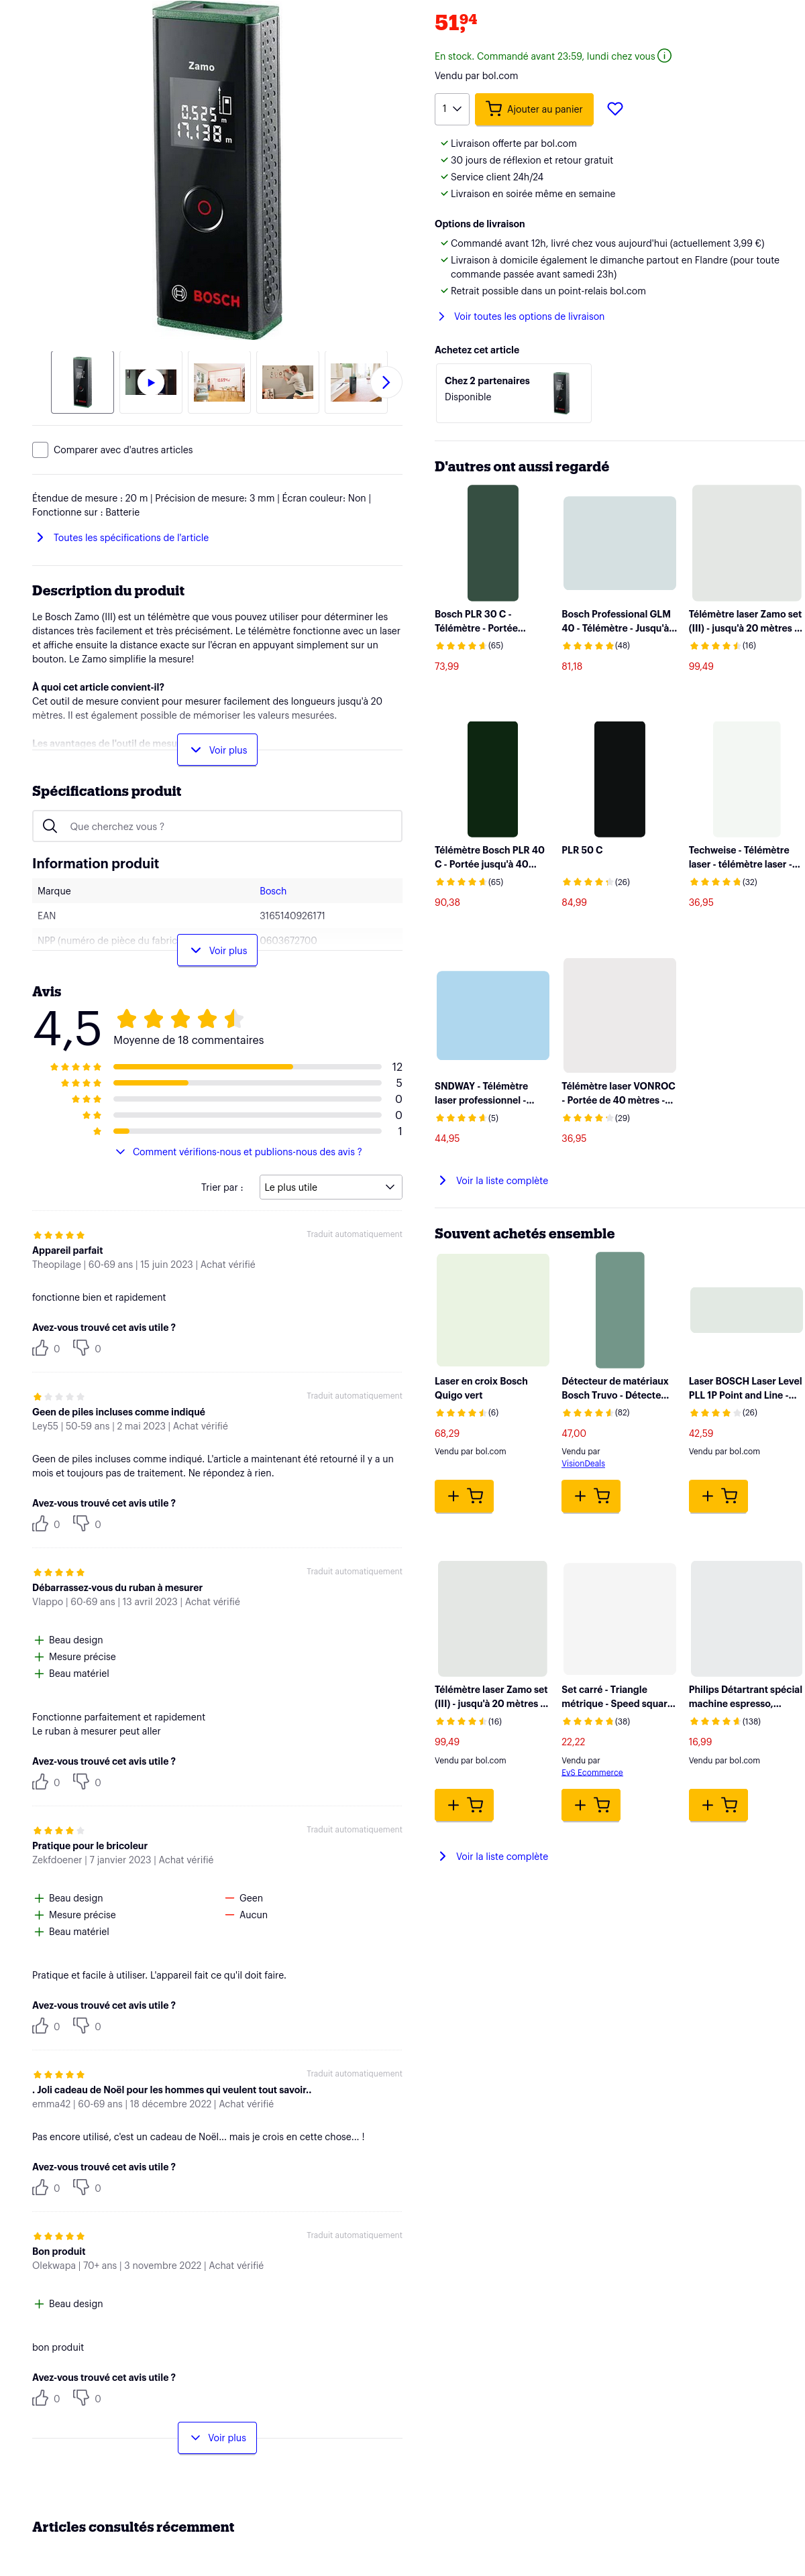 Zamo
0.525 m
17.138 m
BOSCH
Comparer avec d'autres articles
Étendue de mesure : 20 m | Précision de mesure: 3 mm | Écran couleur: Non |
Fonctionne sur : Batterie
Toutes les spécifications de l'article
Description du produit
Le Bosch Zamo (III) est un télémètre que vous pouvez utiliser pour déterminer les
distances très facilement et très précisément. Le télémètre fonctionne avec un laser
et affiche ensuite la distance exacte sur l'écran en appuyant simplement sur un
bouton. Le Zamo simplifie la mesure!
À quoi cet article convient-il?
Cet outil de mesure convient pour mesurer facilement des longueurs jusqu'à 20
mètres. Il est également possible de mémoriser les valeurs mesurées.
Les avantages de l'outil de mesu
Voir plus
Spécifications produit
Que cherchez vous ?
Information produit
Marque Bosch
EAN 3165140926171
NPP (numéro de pièce du fabric 0603672700
Voir plus
Avis
4,5
Moyenne de 18 commentaires
12
5
0
0
1
Comment vérifions-nous et publions-nous des avis ?
Trier par : Le plus utile
Traduit automatiquement
Appareil parfait
Theopilage | 60-69 ans | 15 juin 2023 | Achat vérifié
fonctionne bien et rapidement
Avez-vous trouvé cet avis utile ?
0 0
Traduit automatiquement
Geen de piles incluses comme indiqué
Ley55 | 50-59 ans | 2 mai 2023 | Achat vérifié
Geen de piles incluses comme indiqué. L'article a maintenant été retourné il y a un
mois et toujours pas de traitement. Ne répondez à rien.
Avez-vous trouvé cet avis utile ?
0 0
Traduit automatiquement
Débarrassez-vous du ruban à mesurer
Vlappo | 60-69 ans | 13 avril 2023 | Achat vérifié
Beau design
Mesure précise
Beau matériel
Fonctionne parfaitement et rapidement
Le ruban à mesurer peut aller
Avez-vous trouvé cet avis utile ?
0 0
Traduit automatiquement
Pratique pour le bricoleur
Zekfdoener | 7 janvier 2023 | Achat vérifié
Beau design Geen
Mesure précise Aucun
Beau matériel
Pratique et facile à utiliser. L'appareil fait ce qu'il doit faire.
Avez-vous trouvé cet avis utile ?
0 0
Traduit automatiquement
. Joli cadeau de Noël pour les hommes qui veulent tout savoir..
emma42 | 60-69 ans | 18 décembre 2022 | Achat vérifié
Pas encore utilisé, c'est un cadeau de Noël... mais je crois en cette chose... !
Avez-vous trouvé cet avis utile ?
0 0
Traduit automatiquement
Bon produit
Olekwapa | 70+ ans | 3 novembre 2022 | Achat vérifié
Beau design
bon produit
Avez-vous trouvé cet avis utile ?
0 0
Voir plus
Articles consultés récemment
51,94
En stock. Commandé avant 23:59, lundi chez vous
Vendu par bol.com
1 Ajouter au panier
Livraison offerte par bol.com
30 jours de réflexion et retour gratuit
Service client 24h/24
Livraison en soirée même en semaine
Options de livraison
Commandé avant 12h, livré chez vous aujourd'hui (actuellement 3,99 €)
Livraison à domicile également le dimanche partout en Flandre (pour toute
commande passée avant samedi 23h)
Retrait possible dans un point-relais bol.com
Voir toutes les options de livraison
Achetez cet article
Chez 2 partenaires
Disponible
D'autres ont aussi regardé
Bosch PLR 30 C -
Télémètre - Portée...
(65)
73,99
Bosch Professional GLM
40 - Télémètre - Jusqu'à...
(48)
81,18
Télémètre laser Zamo set
(III) - jusqu'à 20 mètres ...
(16)
99,49
Télémètre Bosch PLR 40
C - Portée jusqu'à 40...
(65)
90,38
PLR 50 C
(26)
84,99
Techweise - Télémètre
laser - télémètre laser -...
(32)
36,95
SNDWAY - Télémètre
laser professionnel -...
(5)
44,95
Télémètre laser VONROC
- Portée de 40 mètres -...
(29)
36,95
Voir la liste complète
Souvent achetés ensemble
Laser en croix Bosch
Quigo vert
(6)
68,29
Vendu par bol.com
Détecteur de matériaux
Bosch Truvo - Détecte...
(82)
47,00
Vendu par
VisionDeals
Laser BOSCH Laser Level
PLL 1P Point and Line -...
(26)
42,59
Vendu par bol.com
Télémètre laser Zamo set
(III) - jusqu'à 20 mètres ...
(16)
99,49
Vendu par bol.com
Set carré - Triangle
métrique - Speed squar...
(38)
22,22
Vendu par
EvS Ecommerce
Philips Détartrant spécial
machine espresso,...
(138)
16,99
Vendu par bol.com
Voir la liste complète